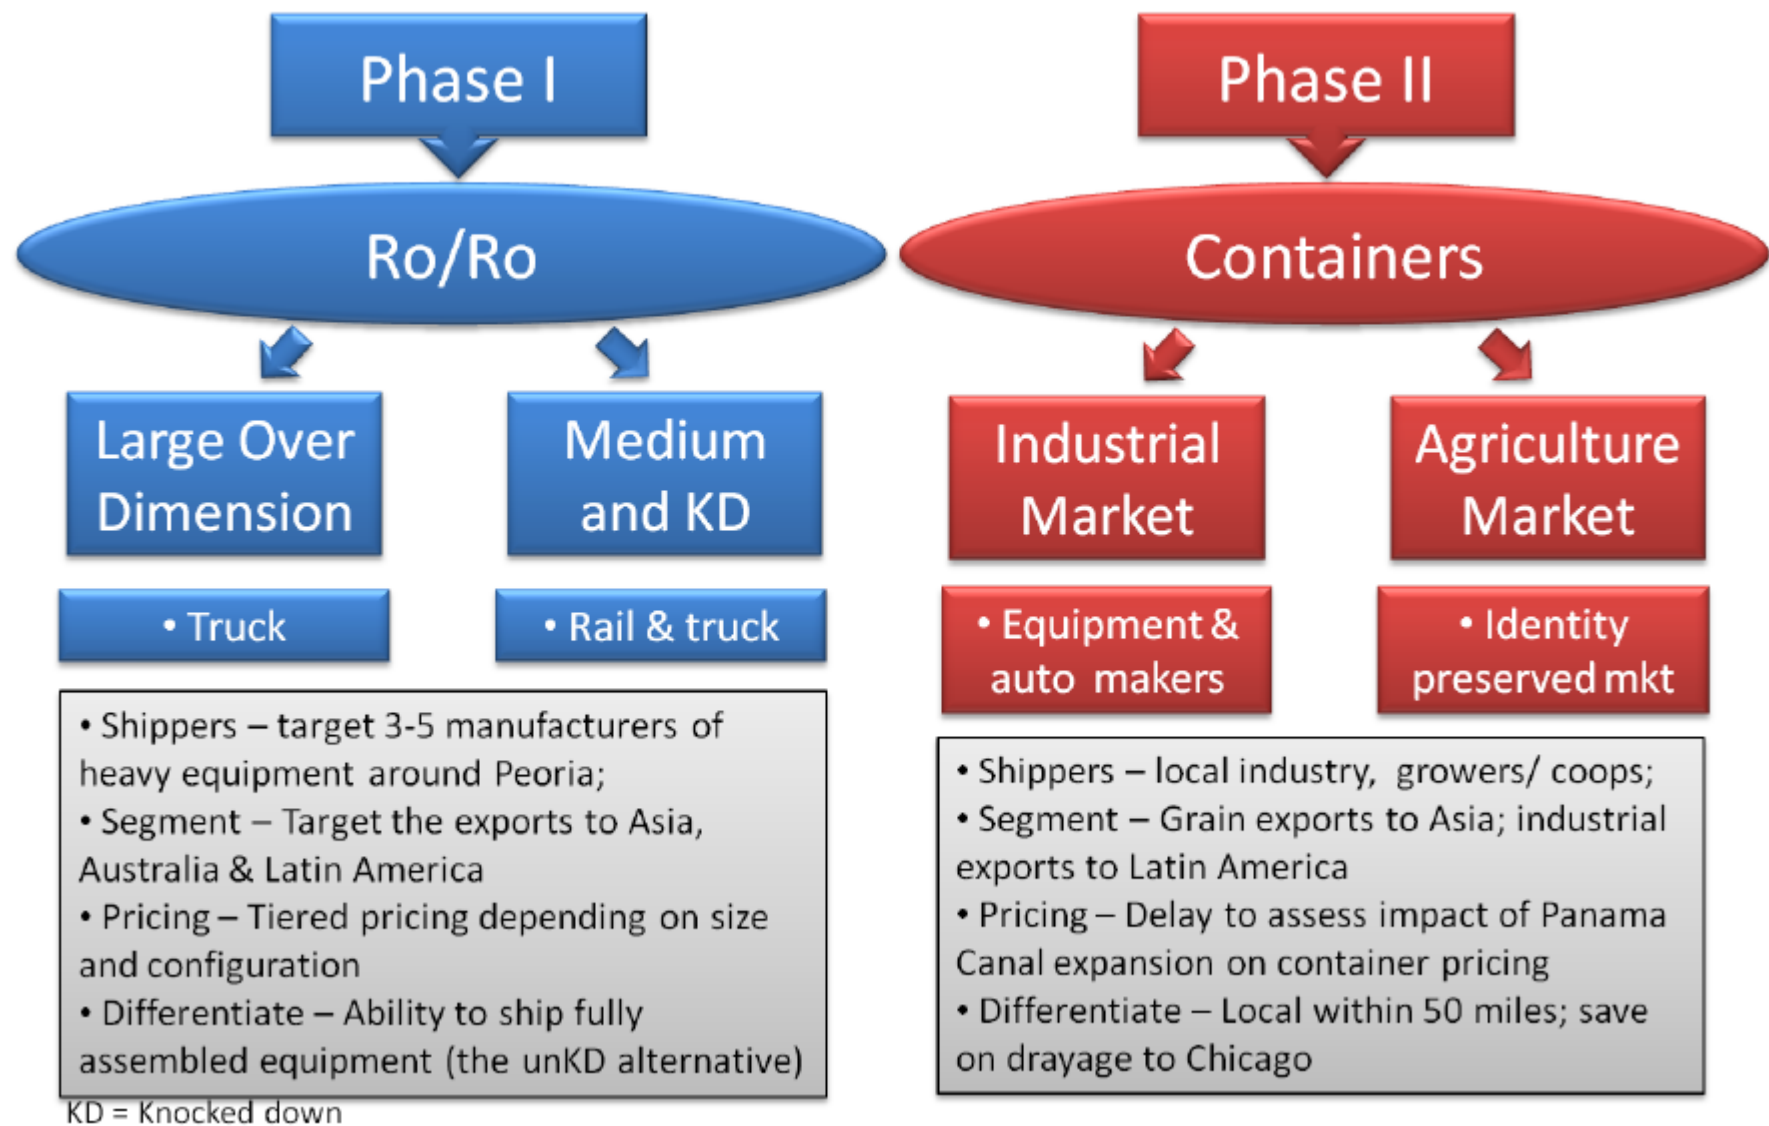 Phase I
Ro/Ro
Large Over
Dimension
• Truck
Medium
and KD
• Rail & truck
• Shippers – target 3-5 manufacturers of
heavy equipment around Peoria;
• Segment – Target the exports to Asia,
Australia & Latin America
• Pricing – Tiered pricing depending on size
and configuration
• Differentiate – Ability to ship fully
assembled equipment (the unKD alternative)
KD = Knocked down
Phase II
Containers
Industrial
Market
• Equipment &
auto makers
Agriculture
Market
• Identity
preserved mkt
• Shippers – local industry, growers/ coops;
• Segment – Grain exports to Asia; industrial
exports to Latin America
• Pricing – Delay to assess impact of Panama
Canal expansion on container pricing
• Differentiate – Local within 50 miles; save
on drayage to Chicago